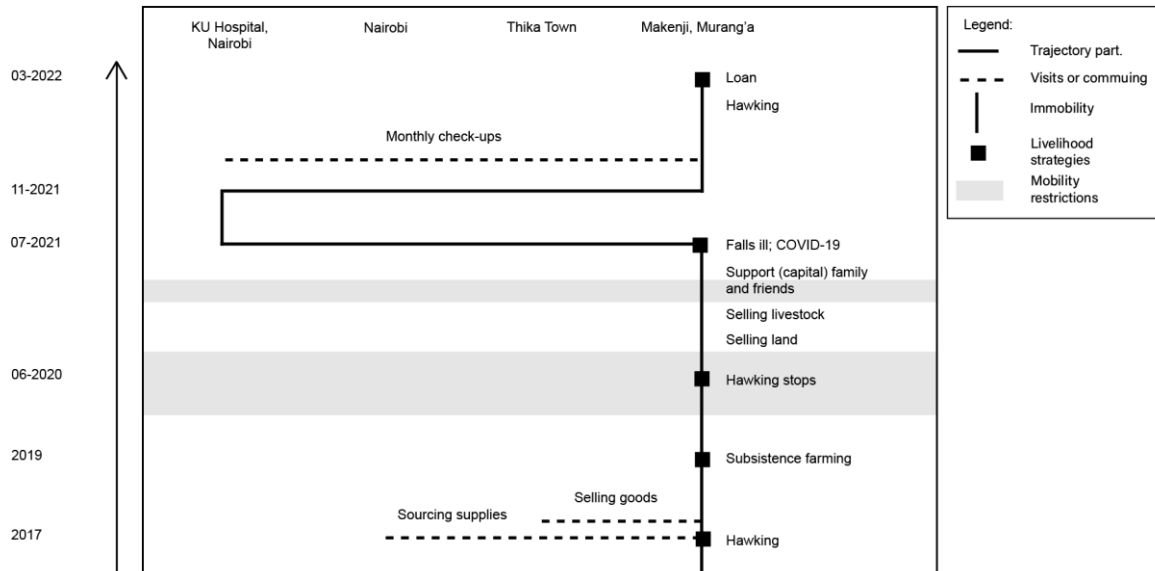 KU Hospital,
Nairobi
Nairobi
Thika Town
Makenji, Murang'a
Legend:
Trajectory part.
Visits or commuing
Immobility
Livelihood
strategies
Mobility
restrictions
03-2022
Loan
Hawking
Monthly check-ups
11-2021
07-2021
Falls ill; COVID-19
Support (capital) family
and friends
Selling livestock
Selling land
06-2020
Hawking stops
2019
Subsistence farming
Selling goods
Sourcing supplies
2017
Hawking